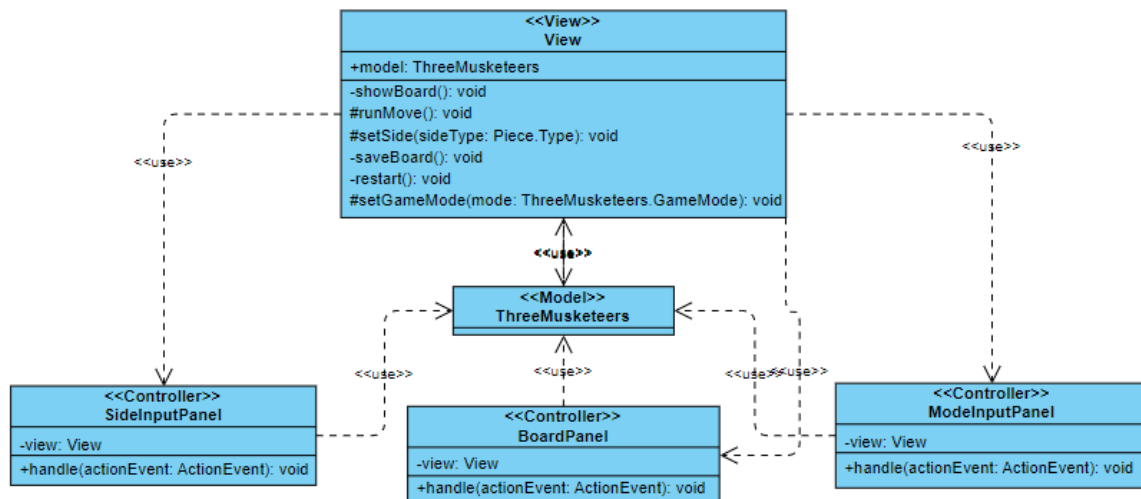 <<View>>
View
+model: ThreeMusketeers
-showBoard(): void
#runMove(): void
#setSide(sideType: Piece.Type): void
-saveBoard(): void
-restart(): void
#setGameMode(mode: ThreeMusketeers.GameMode): void
<<use>>
<<use>>
<<use>>
<<Model>>
ThreeMusketeers
<<use>>
<<use>>
<<use>>
<<use>>
<<Controller>>
SideInputPanel
-view: View
+handle(actionEvent: ActionEvent): void
<<Controller>>
BoardPanel
-view: View
+handle(actionEvent: ActionEvent): void
<<Controller>>
ModeInputPanel
-view: View
+handle(actionEvent: ActionEvent): void